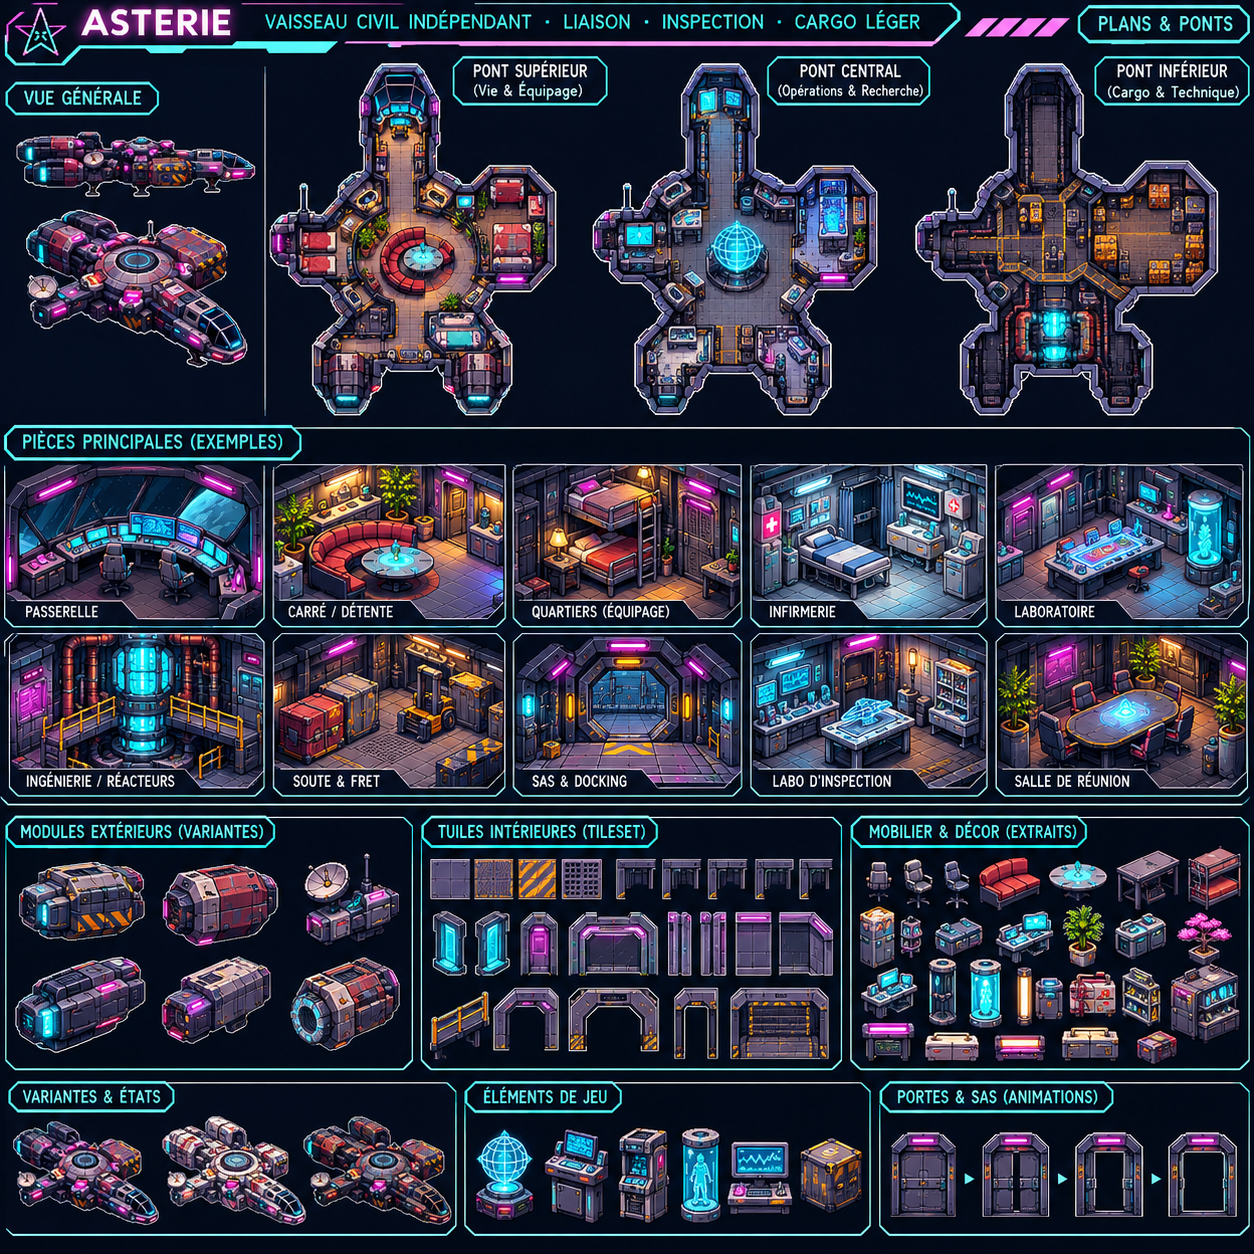 ASTERIE
VAISSEAU CIVIL INDÉPENDANT · LIAISON · INSPECTION · CARGO LÉGER
PLANS & PONTS
VUE GÉNÉRALE
PONT SUPÉRIEUR
(Vie & Équipage)
PONT CENTRAL
(Opérations & Recherche)
PONT INFÉRIEUR
(Cargo & Technique)
PIÈCES PRINCIPALES (EXEMPLES)
PASSERELLE
CARRÉ / DÉTENTE
QUARTIERS (ÉQUIPAGE)
INFIRMERIE
LABORATOIRE
INGÉNIERIE / RÉACTEURS
SOUTE & FRET
SAS & DOCKING
LABO D'INSPECTION
SALLE DE RÉUNION
MODULES EXTÉRIEURS (VARIANTES)
TUILES INTÉRIEURES (TILESET)
MOBILIER & DÉCOR (EXTRAITS)
VARIANTES & ÉTATS
ÉLÉMENTS DE JEU
PORTES & SAS (ANIMATIONS)